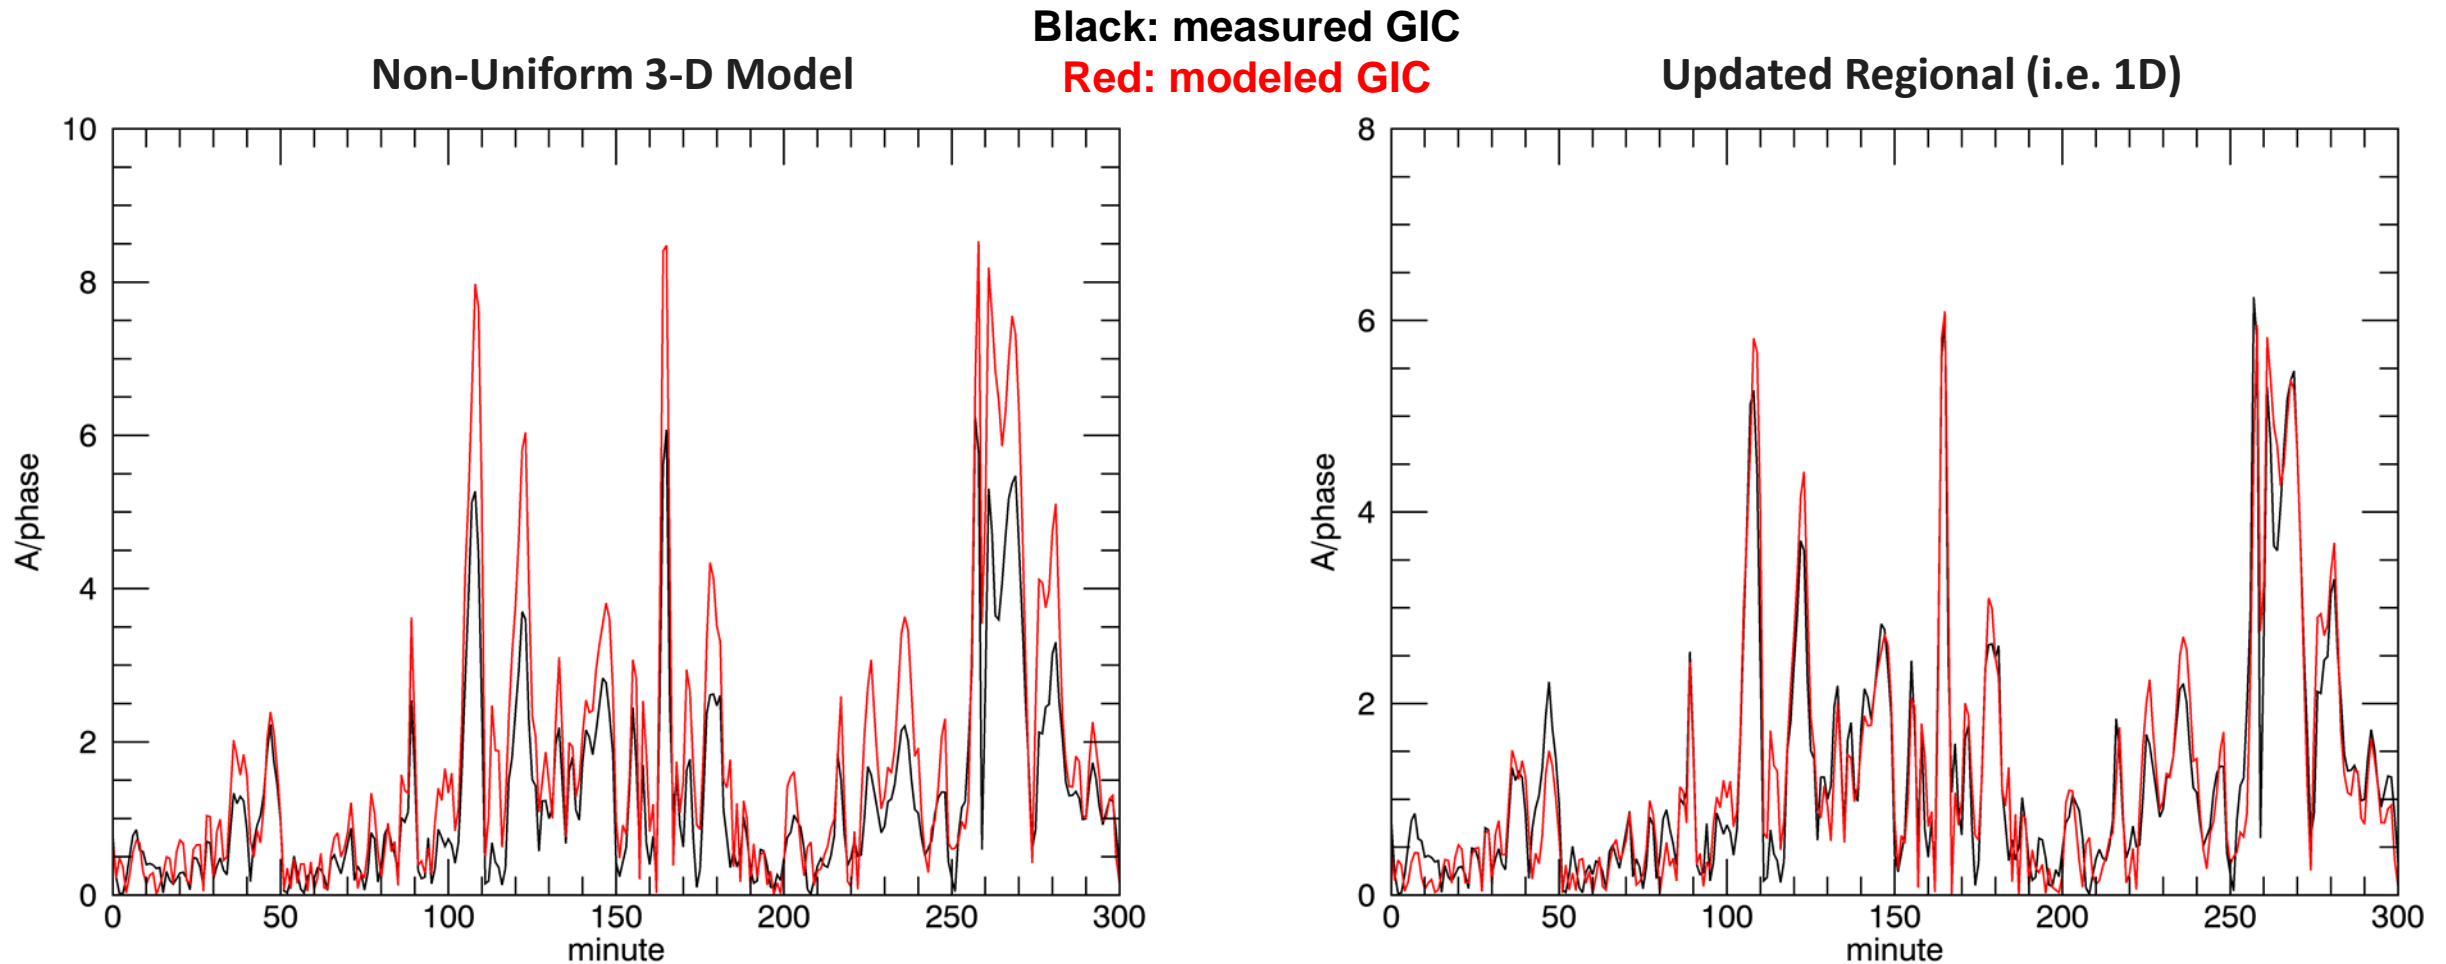 Black: measured GIC
Red: modeled GIC
Non-Uniform 3-D Model
Updated Regional (i.e. 1D)
10
8
6
4
2
0
A/phase
0 50 100 150 200 250 300
minute
8
6
4
2
0
A/phase
0 50 100 150 200 250 300
minute